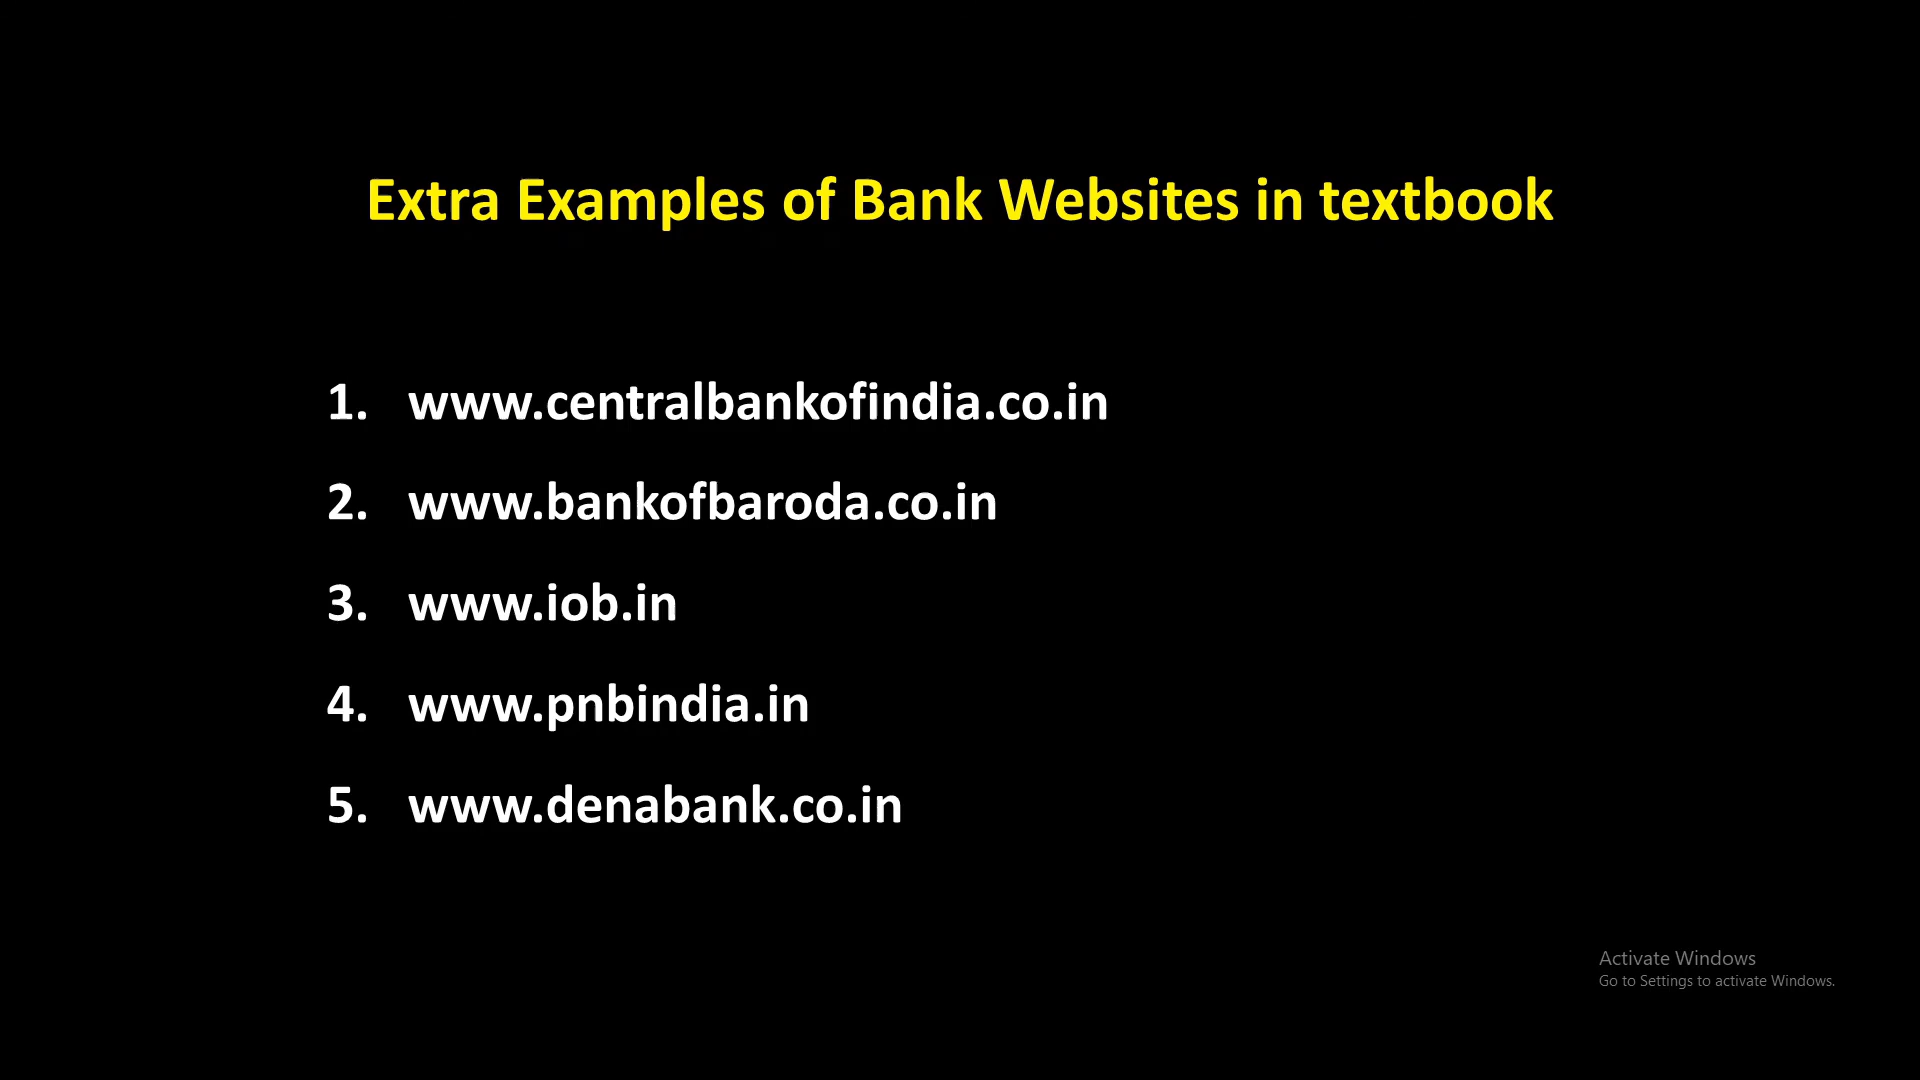 Extra Examples of Bank Websites in textbook
1. www.centralbankofindia.co.in
2. www.bankofbaroda.co.in
3. www.iob.in
4. www.pnbindia.in
5. www.denabank.co.in
Activate Windows
Go to Settings to activate Windows.